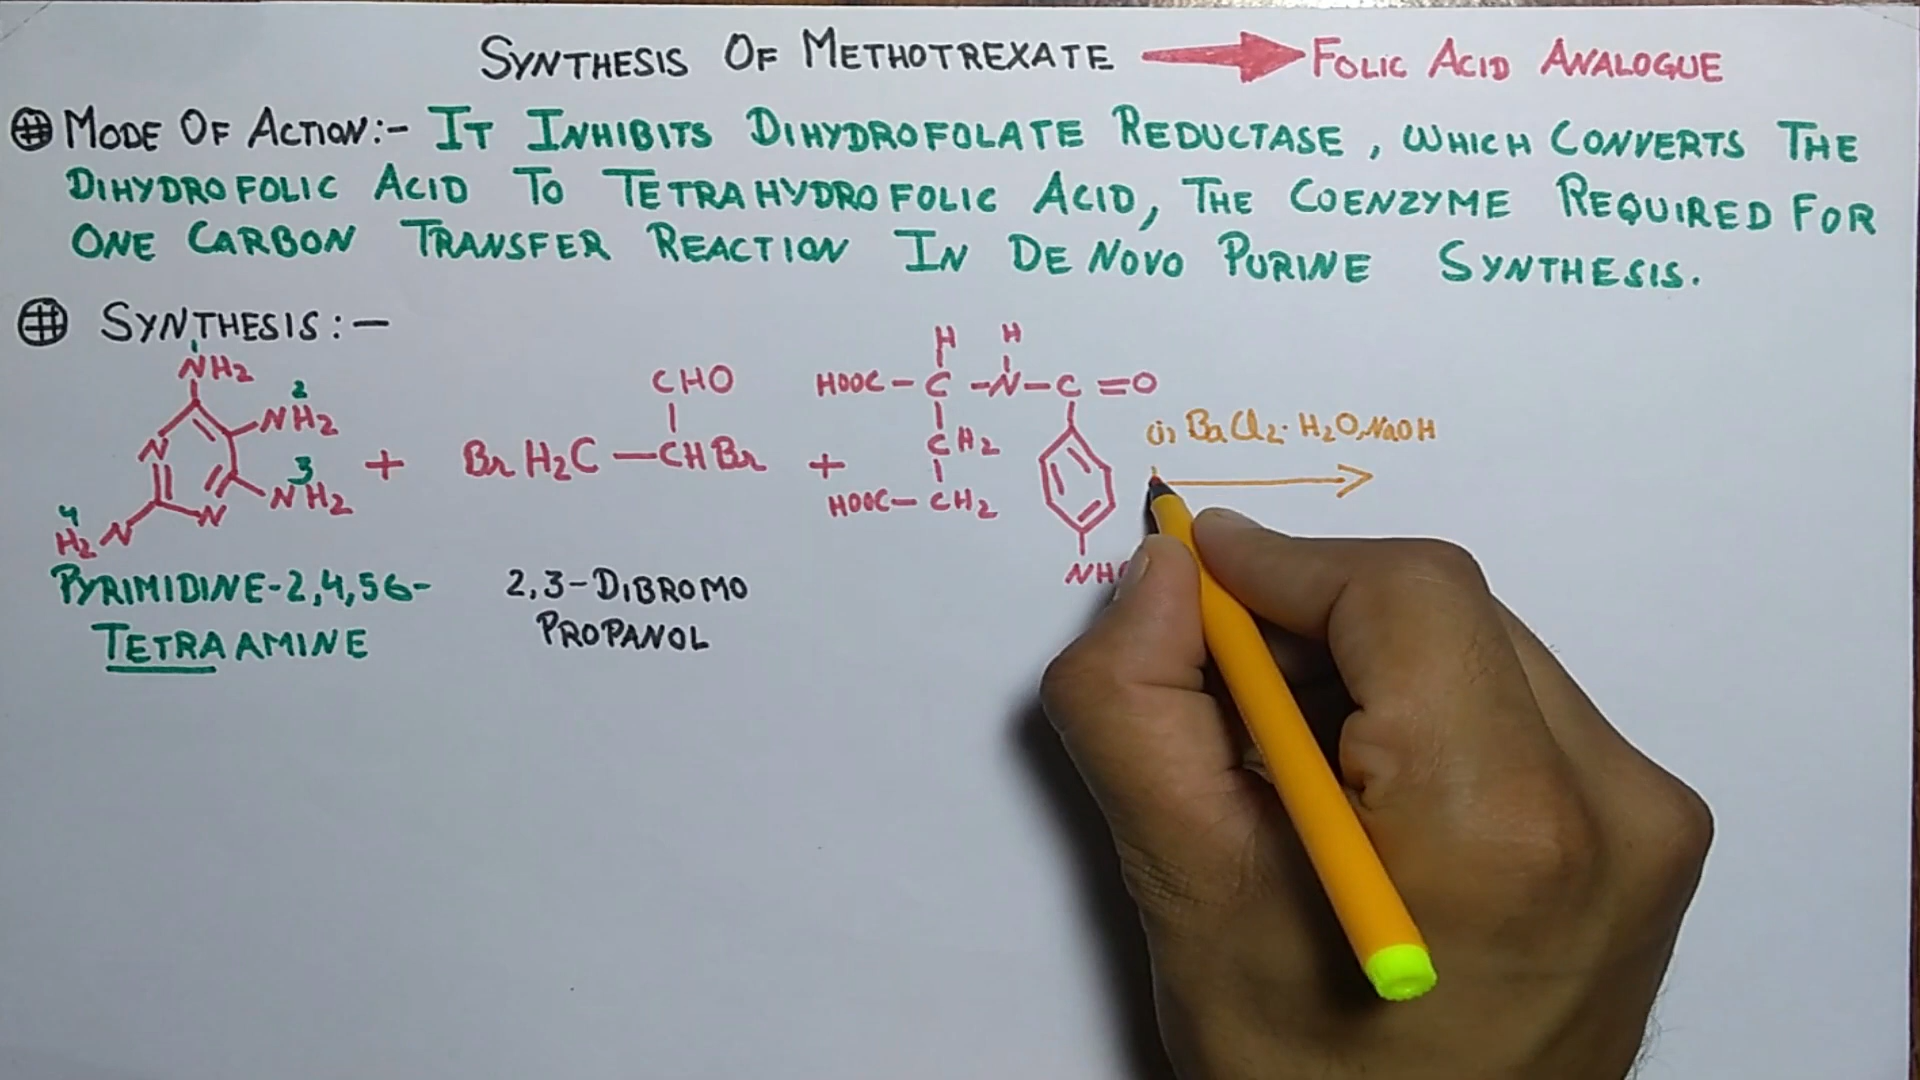 SYNTHESIS OF METHOTREXATE → FOLIC ACID ANALOGUE
MODE OF ACTION:- IT INHIBITS DIHYDROFOLATE REDUCTASE, WHICH CONVERTS THE
DIHYDROFOLIC ACID TO TETRAHYDROFOLIC ACID, THE COENZYME REQUIRED FOR
ONE CARBON TRANSFER REACTION IN DE NOVO PURINE SYNTHESIS.
SYNTHESIS:-
1
NH2
2
NH2
N
3
NH2
N
4
H2N
+
CHO
BrH2C-CHBr
+
H H
HOOC-C-N-C=O
CH2
HOOC-CH2
NH
(i) BaCl2·H2O, NaOH
PYRIMIDINE-2,4,56-
TETRAAMINE
2,3-DIBROMO
PROPANOL